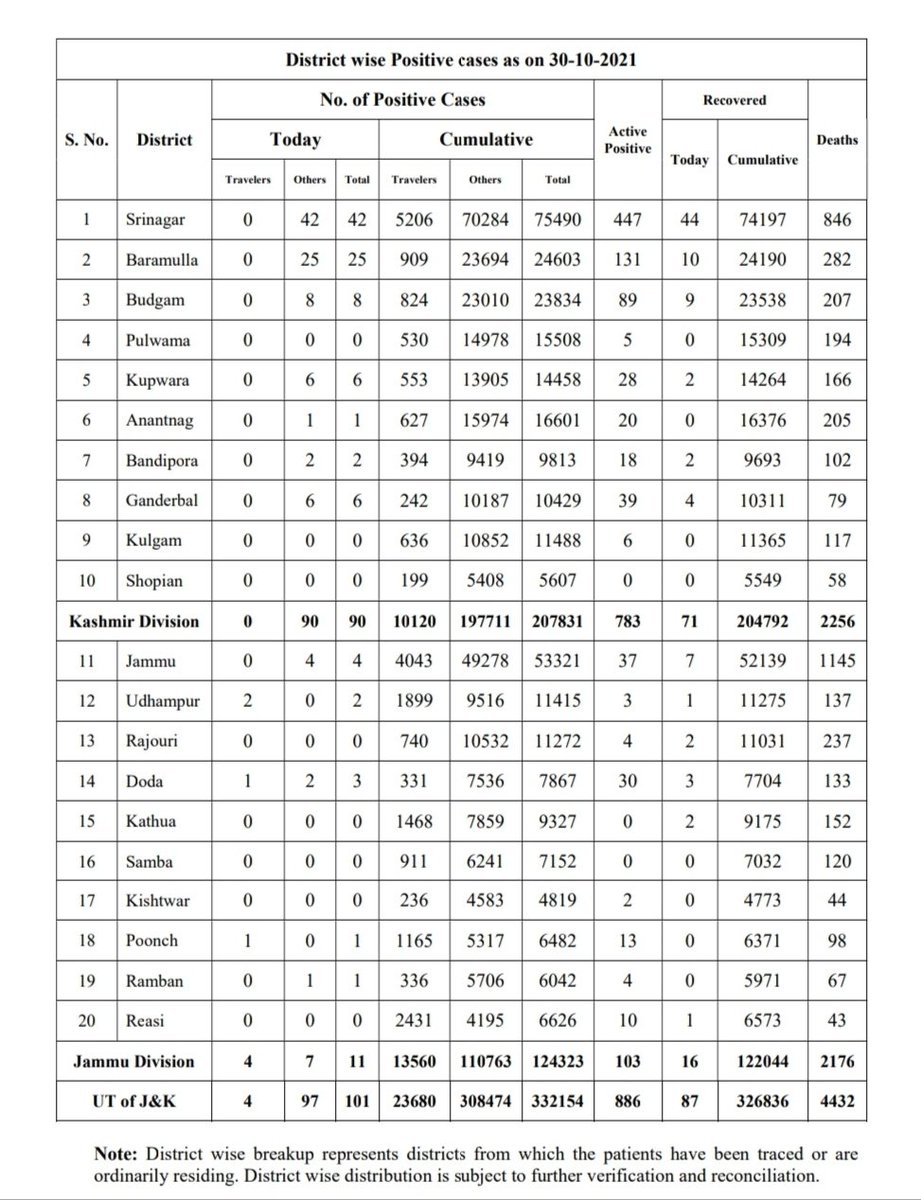 District wise Positive cases as on 30-10-2021
S. No. District No. of Positive Cases Active Positive Recovered Deaths
Today Cumulative Today Cumulative
Travelers Others Total Travelers Others Total
1 Srinagar 0 42 42 5206 70284 75490 447 44 74197 846
2 Baramulla 0 25 25 909 23694 24603 131 10 24190 282
3 Budgam 0 8 8 824 23010 23834 89 9 23538 207
4 Pulwama 0 0 0 530 14978 15508 5 0 15309 194
5 Kupwara 0 6 6 553 13905 14458 28 2 14264 166
6 Anantnag 0 1 1 627 15974 16601 20 0 16376 205
7 Bandipora 0 2 2 394 9419 9813 18 2 9693 102
8 Ganderbal 0 6 6 242 10187 10429 39 4 10311 79
9 Kulgam 0 0 0 636 10852 11488 6 0 11365 117
10 Shopian 0 0 0 199 5408 5607 0 0 5549 58
Kashmir Division 0 90 90 10120 197711 207831 783 71 204792 2256
11 Jammu 0 4 4 4043 49278 53321 37 7 52139 1145
12 Udhampur 2 0 2 1899 9516 11415 3 1 11275 137
13 Rajouri 0 0 0 740 10532 11272 4 2 11031 237
14 Doda 1 2 3 331 7536 7867 30 3 7704 133
15 Kathua 0 0 0 1468 7859 9327 0 2 9175 152
16 Samba 0 0 0 911 6241 7152 0 0 7032 120
17 Kishtwar 0 0 0 236 4583 4819 2 0 4773 44
18 Poonch 1 0 1 1165 5317 6482 13 0 6371 98
19 Ramban 0 1 1 336 5706 6042 4 0 5971 67
20 Reasi 0 0 0 2431 4195 6626 10 1 6573 43
Jammu Division 4 7 11 13560 110763 124323 103 16 122044 2176
UT of J&K 4 97 101 23680 308474 332154 886 87 326836 4432
Note: District wise breakup represents districts from which the patients have been traced or are
ordinarily residing. District wise distribution is subject to further verification and reconciliation.